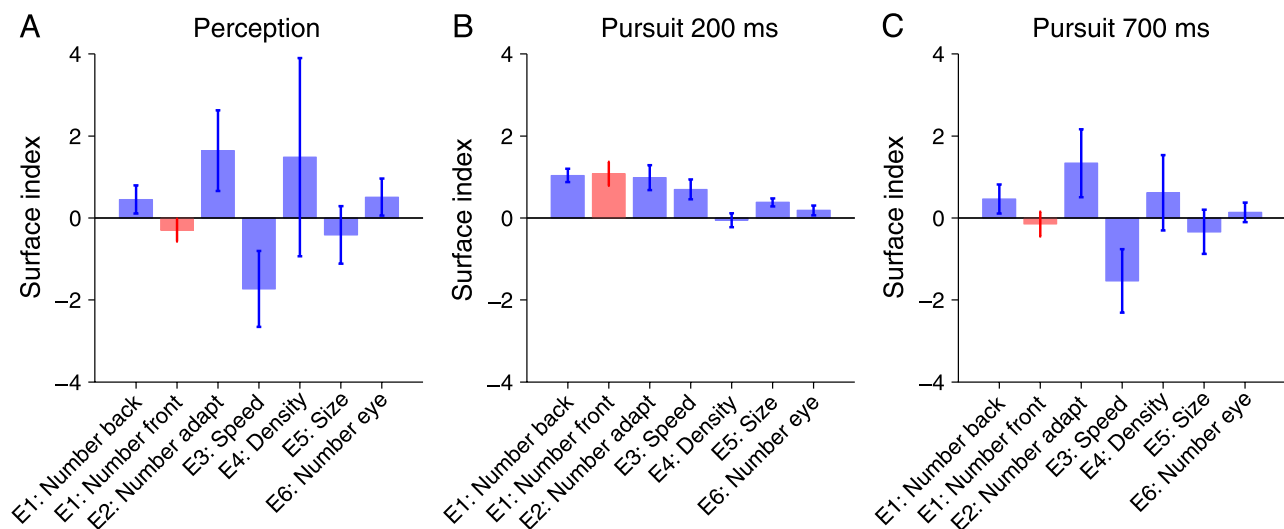 A
Perception
Surface index
4
2
0
−2
−4
E1: Number back
E1: Number front
E2: Number adapt
E3: Speed
E4: Density
E5: Size
E6: Number eye
B
Pursuit 200 ms
Surface index
4
2
0
−2
−4
E1: Number back
E1: Number front
E2: Number adapt
E3: Speed
E4: Density
E5: Size
E6: Number eye
C
Pursuit 700 ms
Surface index
4
2
0
−2
−4
E1: Number back
E1: Number front
E2: Number adapt
E3: Speed
E4: Density
E5: Size
E6: Number eye